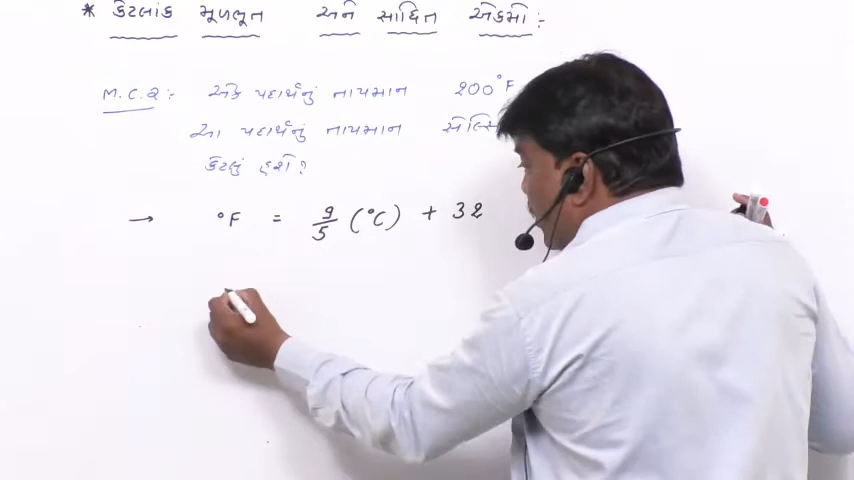 * કેટલાંક મૂળભૂત અને સાધિત એકમો :
M.C.Q : એક પદાર્થનું તાપમાન 200°F
આ પદાર્થનું તાપમાન
કેટલું હશે?
→ °F = 9/5 (°C) + 32